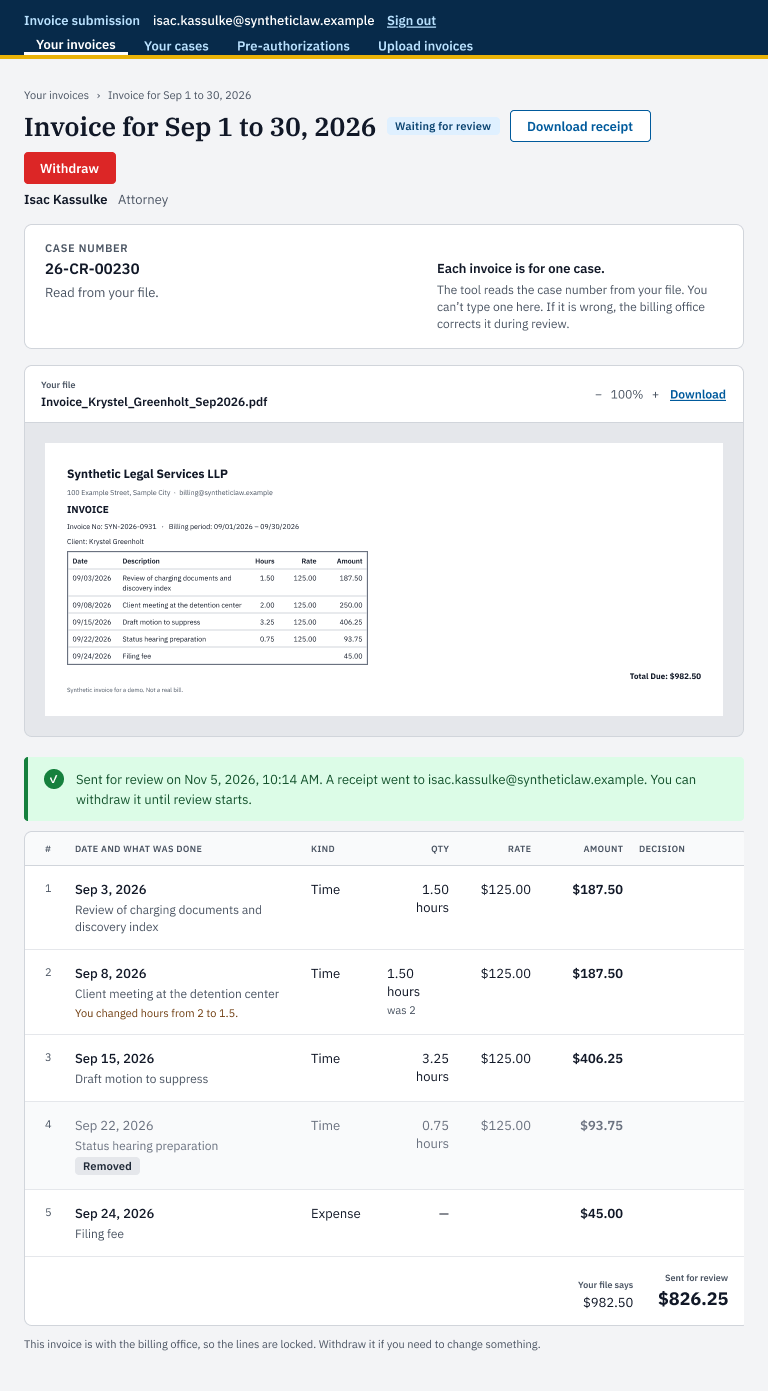 Invoice submission isac.kassulke@syntheticlaw.example Sign out
Your invoices Your cases Pre-authorizations Upload invoices
Your invoices › Invoice for Sep 1 to 30, 2026
Invoice for Sep 1 to 30, 2026 Waiting for review Download receipt
Withdraw
Isac Kassulke Attorney
CASE NUMBER
26-CR-00230
Read from your file.
Each invoice is for one case.
The tool reads the case number from your file. You
can’t type one here. If it is wrong, the billing office
corrects it during review.
Your file
Invoice_Krystel_Greenholt_Sep2026.pdf
− 100% + Download
Synthetic Legal Services LLP
100 Example Street, Sample City · billing@syntheticlaw.example
INVOICE
Invoice No: SYN-2026-0931 · Billing period: 09/01/2026 – 09/30/2026
Client: Krystel Greenholt
Date Description Hours Rate Amount
09/03/2026 Review of charging documents and 1.50 125.00 187.50
discovery index
09/08/2026 Client meeting at the detention center 2.00 125.00 250.00
09/15/2026 Draft motion to suppress 3.25 125.00 406.25
09/22/2026 Status hearing preparation 0.75 125.00 93.75
09/24/2026 Filing fee 45.00
Total Due: $982.50
Synthetic invoice for a demo. Not a real bill.
Sent for review on Nov 5, 2026, 10:14 AM. A receipt went to isac.kassulke@syntheticlaw.example. You can
withdraw it until review starts.
# DATE AND WHAT WAS DONE KIND QTY RATE AMOUNT DECISION
1 Sep 3, 2026 Time 1.50 $125.00 $187.50
hours
Review of charging documents and
discovery index
2 Sep 8, 2026 Time 1.50 $125.00 $187.50
hours
Client meeting at the detention center
was 2
You changed hours from 2 to 1.5.
3 Sep 15, 2026 Time 3.25 $125.00 $406.25
hours
Draft motion to suppress
4 Sep 22, 2026 Time 0.75 $125.00 $93.75
hours
Status hearing preparation
Removed
5 Sep 24, 2026 Expense — $45.00
Filing fee
Your file says Sent for review
$982.50 $826.25
This invoice is with the billing office, so the lines are locked. Withdraw it if you need to change something.